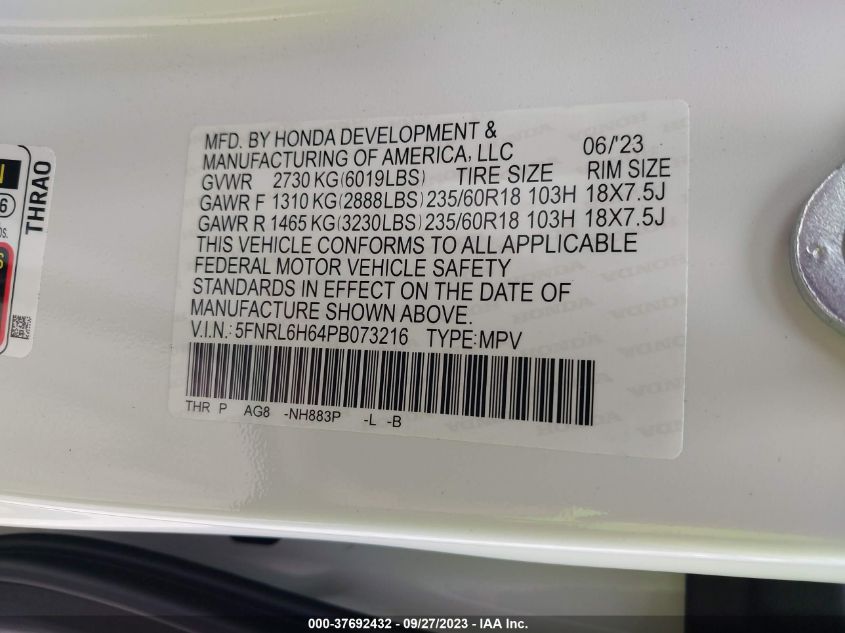 MFD. BY HONDA DEVELOPMENT &
MANUFACTURING OF AMERICA, LLC 06/'23
GVWR 2730 KG(6019LBS) TIRE SIZE RIM SIZE
GAWR F 1310 KG(2888LBS) 235/60R18 103H 18X7.5J
GAWR R 1465 KG(3230LBS) 235/60R18 103H 18X7.5J
THIS VEHICLE CONFORMS TO ALL APPLICABLE
FEDERAL MOTOR VEHICLE SAFETY
STANDARDS IN EFFECT ON THE DATE OF
MANUFACTURE SHOWN ABOVE.
V.I.N.: 5FNRL6H64PB073216 TYPE:MPV
THR P AG8 -NH883P -L -B
THRAO
000-37692432 - 09/27/2023 - IAA Inc.